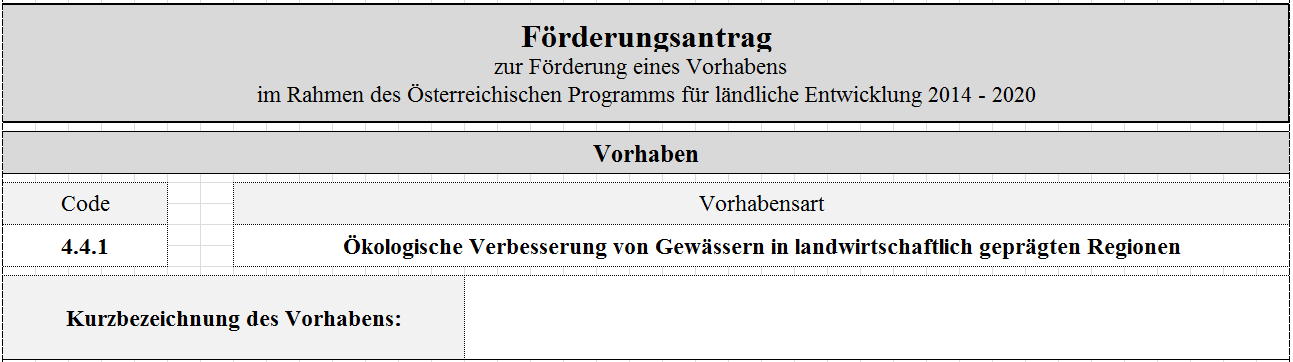 Förderungsantrag
zur Förderung eines Vorhabens
im Rahmen des Österreichischen Programms für ländliche Entwicklung 2014 - 2020
Vorhaben
Code
Vorhabensart
4.4.1
Ökologische Verbesserung von Gewässern in landwirtschaftlich geprägten Regionen
Kurzbezeichnung des Vorhabens: